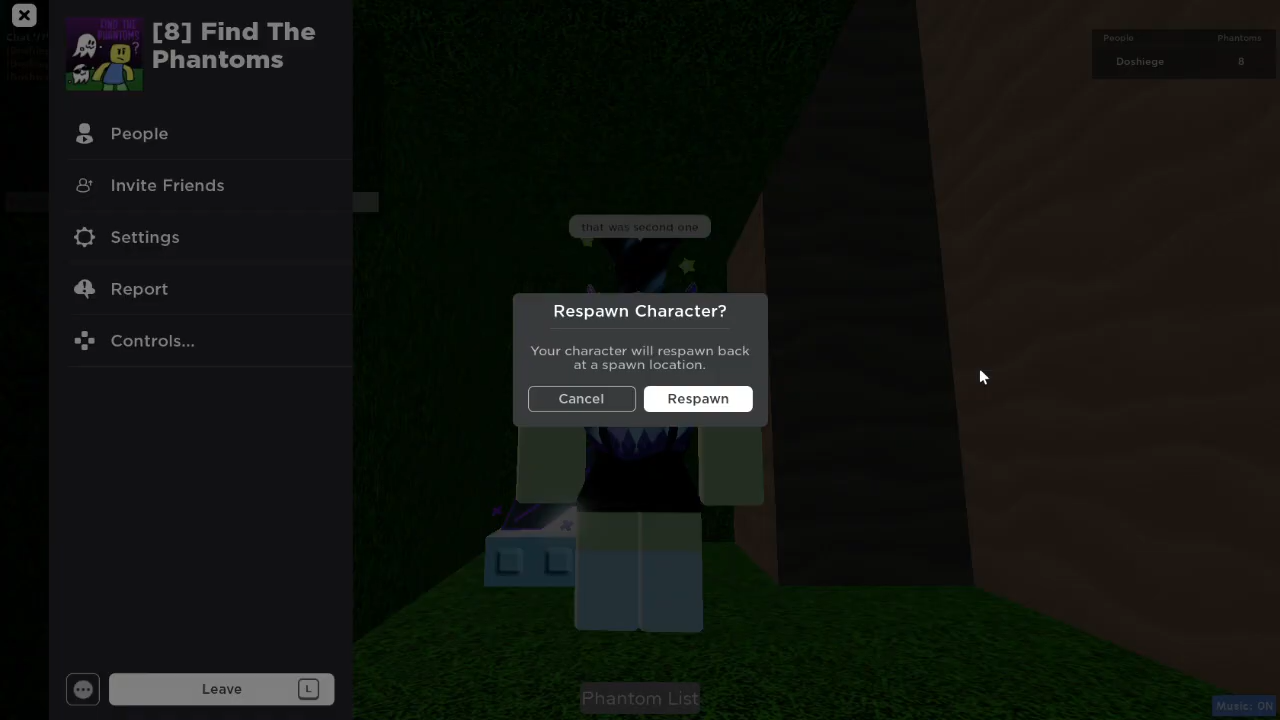 [8] Find The
Phantoms
People
Invite Friends
Settings
Report
Controls...
Leave
L
that was second one
Respawn Character?
Your character will respawn back
at a spawn location.
Cancel
Respawn
Phantom List
People Phantoms
Doshiege 8
Music: ON